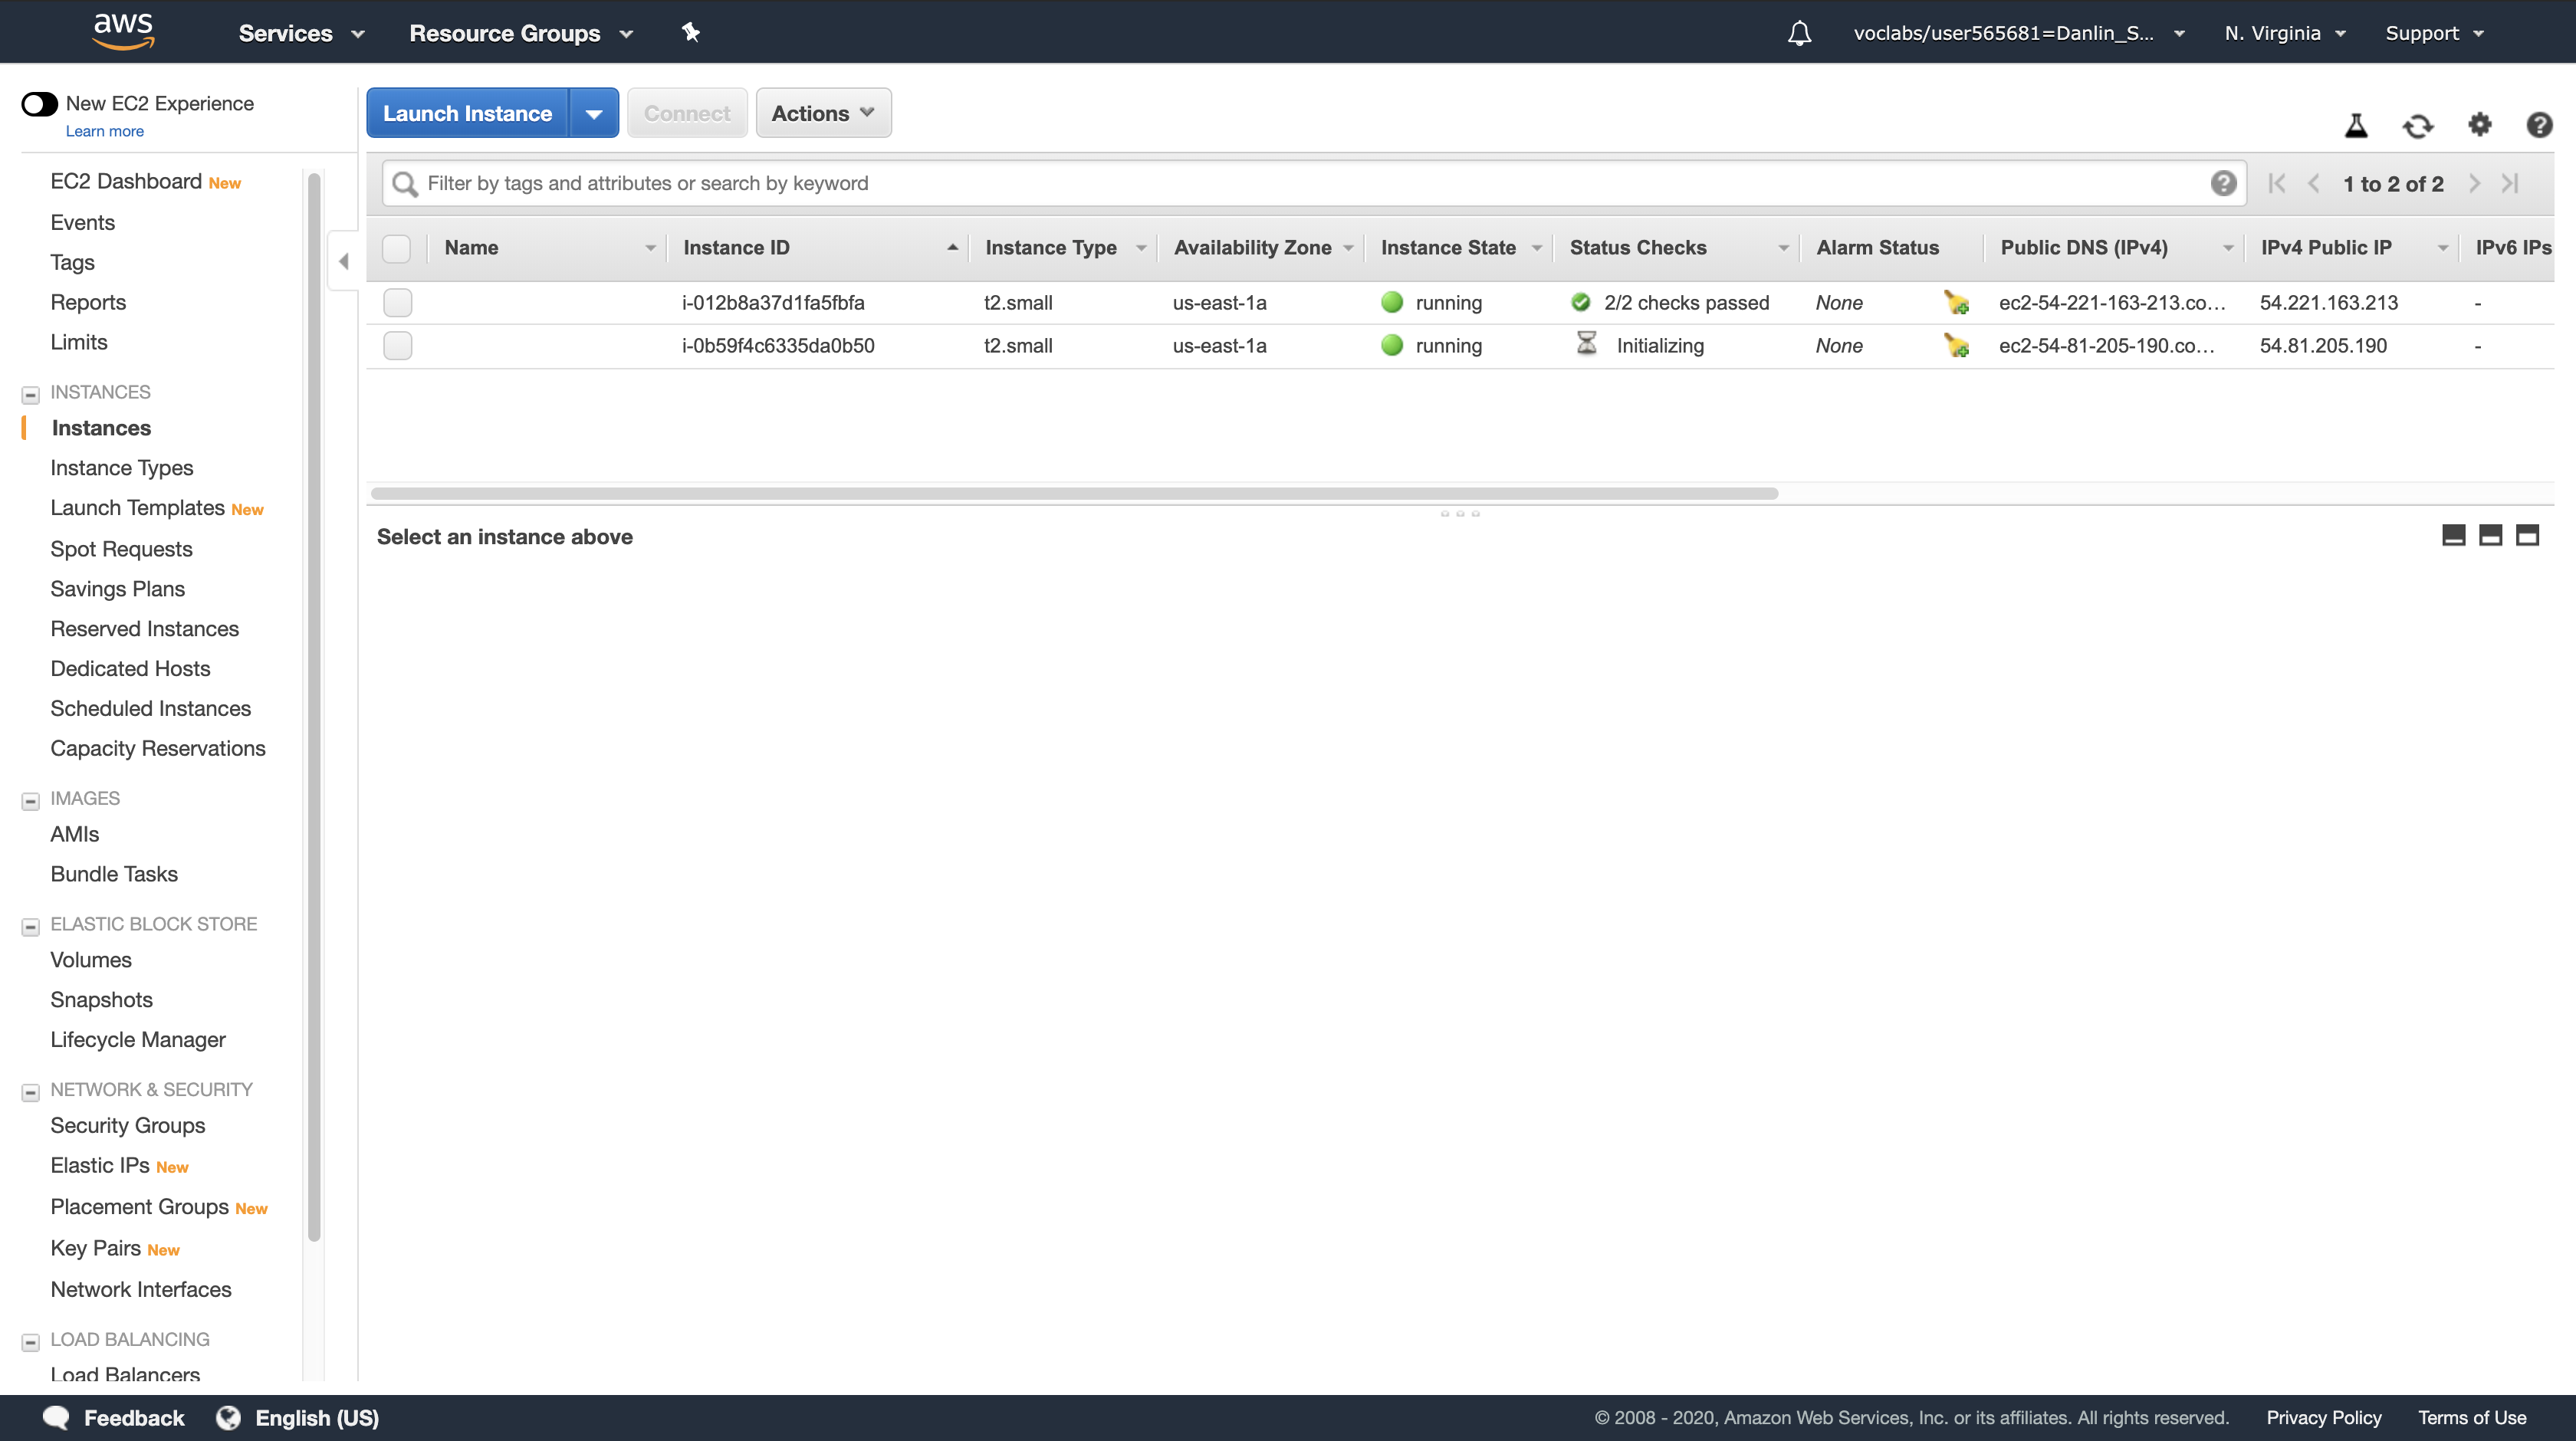 aws Services Resource Groups voclabs/user565681=Danlin_S... N. Virginia Support
New EC2 Experience
Learn more
EC2 Dashboard New
Events
Tags
Reports
Limits
INSTANCES
Instances
Instance Types
Launch Templates New
Spot Requests
Savings Plans
Reserved Instances
Dedicated Hosts
Scheduled Instances
Capacity Reservations
IMAGES
AMIs
Bundle Tasks
ELASTIC BLOCK STORE
Volumes
Snapshots
Lifecycle Manager
NETWORK & SECURITY
Security Groups
Elastic IPs New
Placement Groups New
Key Pairs New
Network Interfaces
LOAD BALANCING
Load Balancers
Launch Instance Connect Actions
Filter by tags and attributes or search by keyword 1 to 2 of 2
Name Instance ID Instance Type Availability Zone Instance State Status Checks Alarm Status Public DNS (IPv4) IPv4 Public IP IPv6 IPs
i-012b8a37d1fa5fbfa t2.small us-east-1a running 2/2 checks passed None ec2-54-221-163-213.co... 54.221.163.213 -
i-0b59f4c6335da0b50 t2.small us-east-1a running Initializing None ec2-54-81-205-190.co... 54.81.205.190 -
Select an instance above
Feedback English (US) © 2008 - 2020, Amazon Web Services, Inc. or its affiliates. All rights reserved. Privacy Policy Terms of Use